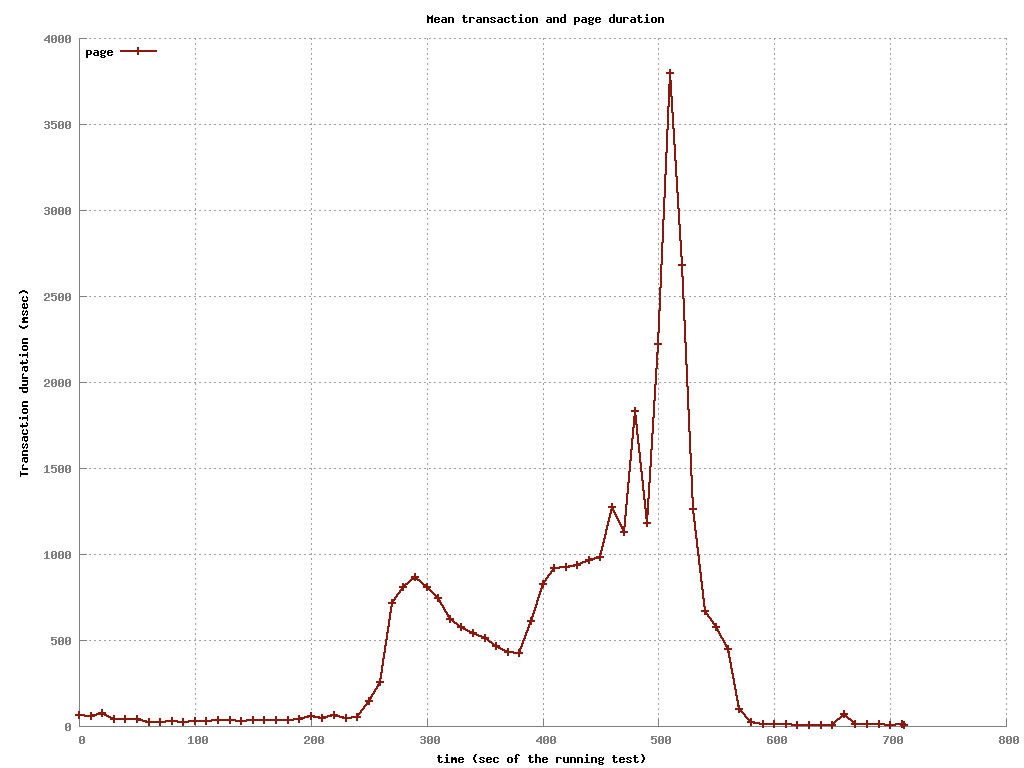 Mean transaction and page duration
page
4000
3500
3000
2500
2000
1500
1000
500
0
Transaction duration (msec)
0 100 200 300 400 500 600 700 800
time (sec of the running test)